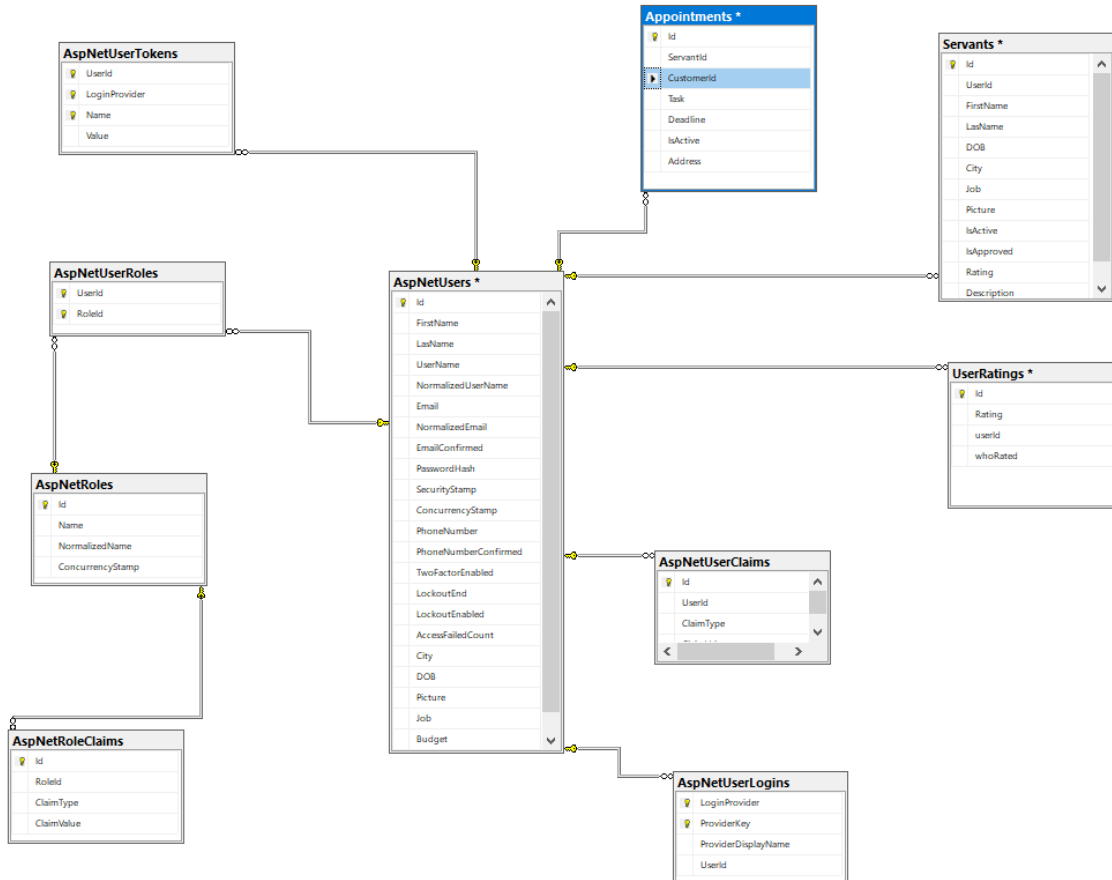 AspNetUserTokens
UserId
LoginProvider
Name
Value
Appointments *
Id
ServantId
CustomerId
Task
Deadline
IsActive
Address
Servants *
Id
UserId
FirstName
LasName
DOB
City
Job
Picture
IsActive
IsApproved
Rating
Description
AspNetUserRoles
UserId
RoleId
AspNetUsers *
Id
FirstName
LasName
UserName
NormalizedUserName
Email
NormalizedEmail
EmailConfirmed
PasswordHash
SecurityStamp
ConcurrencyStamp
PhoneNumber
PhoneNumberConfirmed
TwoFactorEnabled
LockoutEnd
LockoutEnabled
AccessFailedCount
City
DOB
Picture
Job
Budget
UserRatings *
Id
Rating
userId
whoRated
AspNetRoles
Id
Name
NormalizedName
ConcurrencyStamp
AspNetUserClaims
Id
UserId
ClaimType
AspNetRoleClaims
Id
RoleId
ClaimType
ClaimValue
AspNetUserLogins
LoginProvider
ProviderKey
ProviderDisplayName
UserId